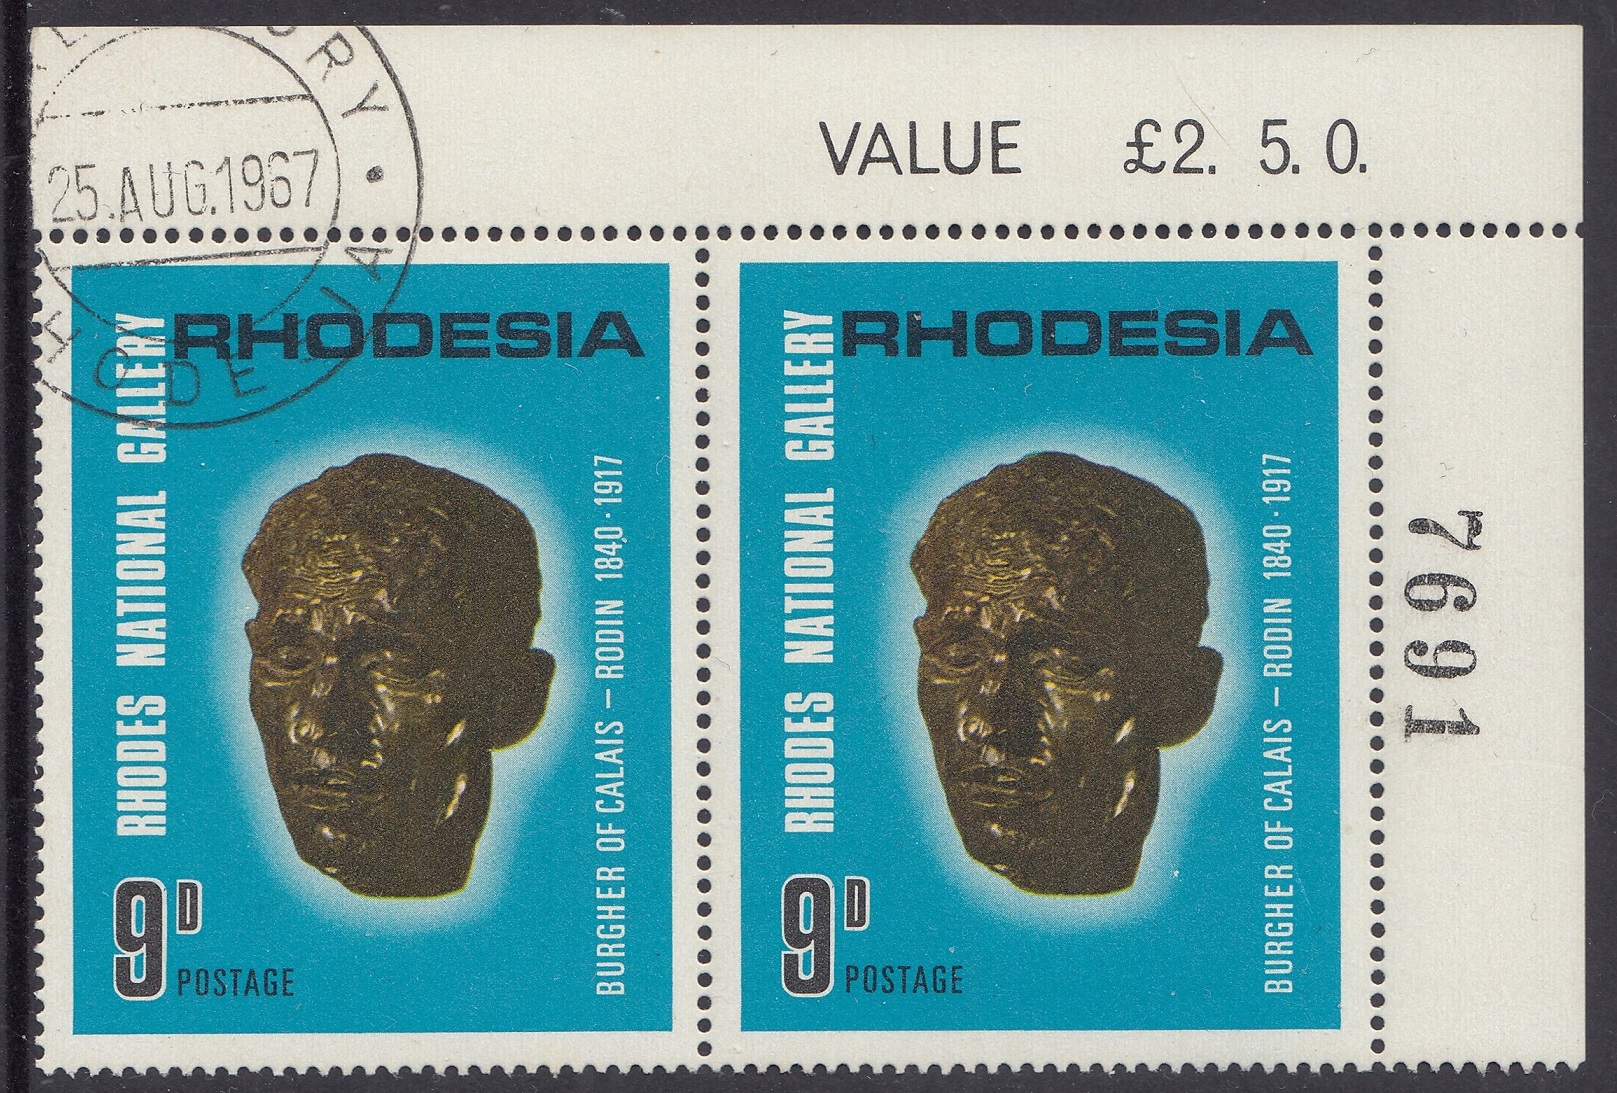 25.AUG.1967
VALUE £2. 5. 0.
RHODESIA
RHODES NATIONAL GALLERY
BURGHER OF CALAIS – RODIN 1840·1917
9D
POSTAGE
RHODESIA
RHODES NATIONAL GALLERY
BURGHER OF CALAIS – RODIN 1840·1917
9D
POSTAGE
7691